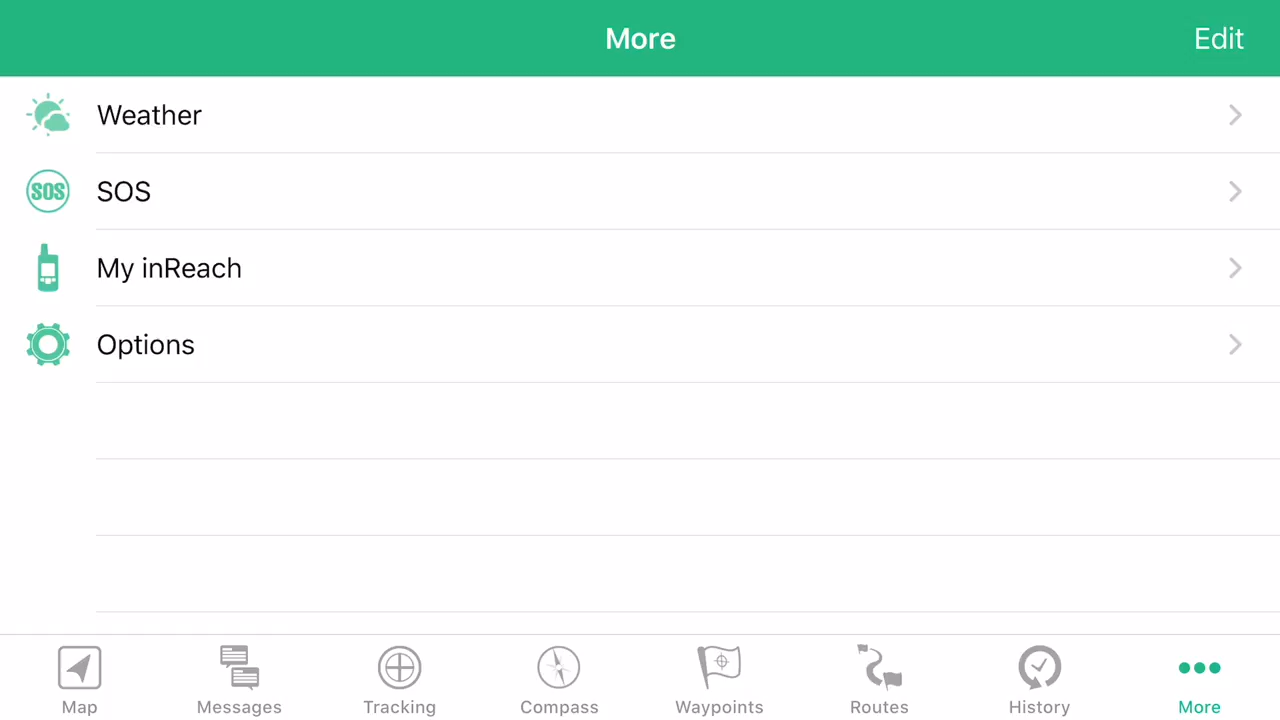 More
Edit
Weather
SOS
SOS
My inReach
Options
Map
Messages
Tracking
Compass
Waypoints
Routes
History
More